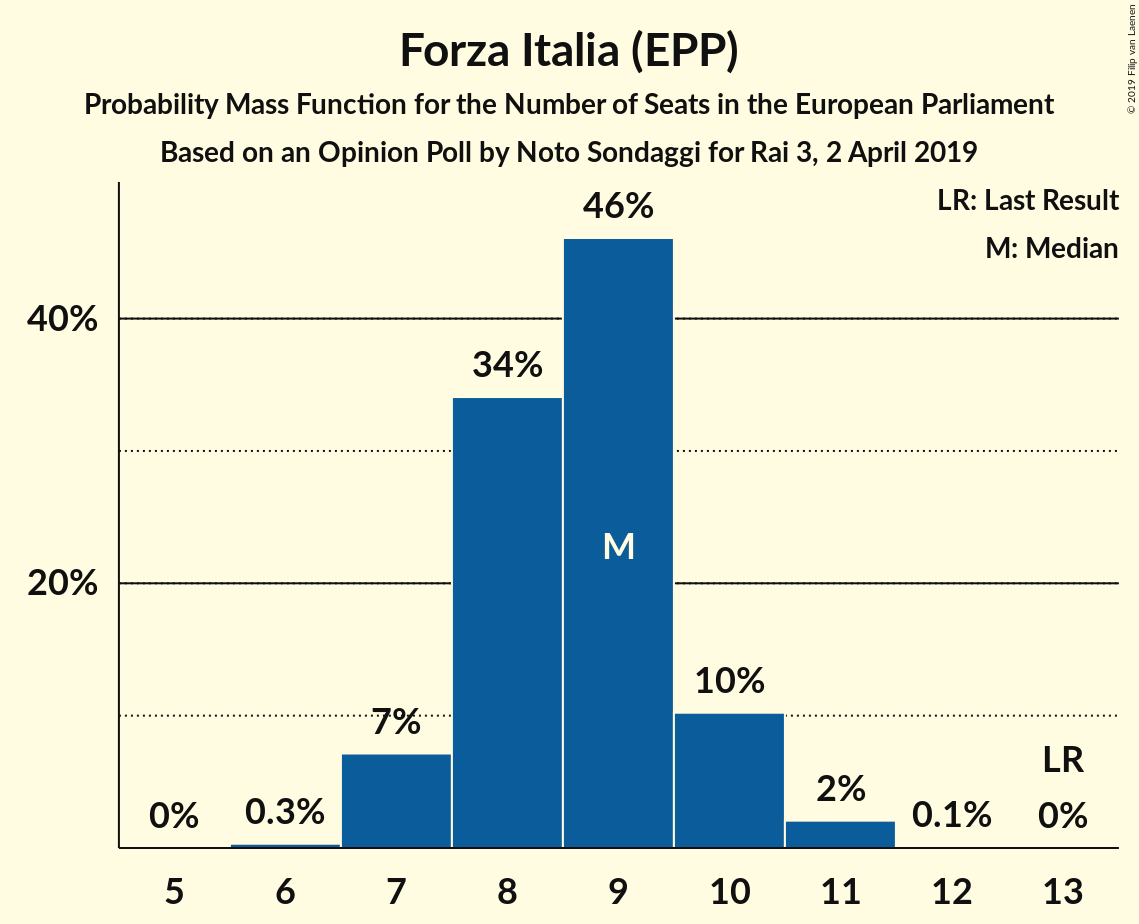 Forza Italia (EPP)
Probability Mass Function for the Number of Seats in the European Parliament
Based on an Opinion Poll by Noto Sondaggi for Rai 3, 2 April 2019
© 2019 Filip van Laenen
LR: Last Result
M: Median
40%
20%
0%
0.3%
7%
34%
46%
M
10%
2%
0.1%
LR
0%
5 6 7 8 9 10 11 12 13